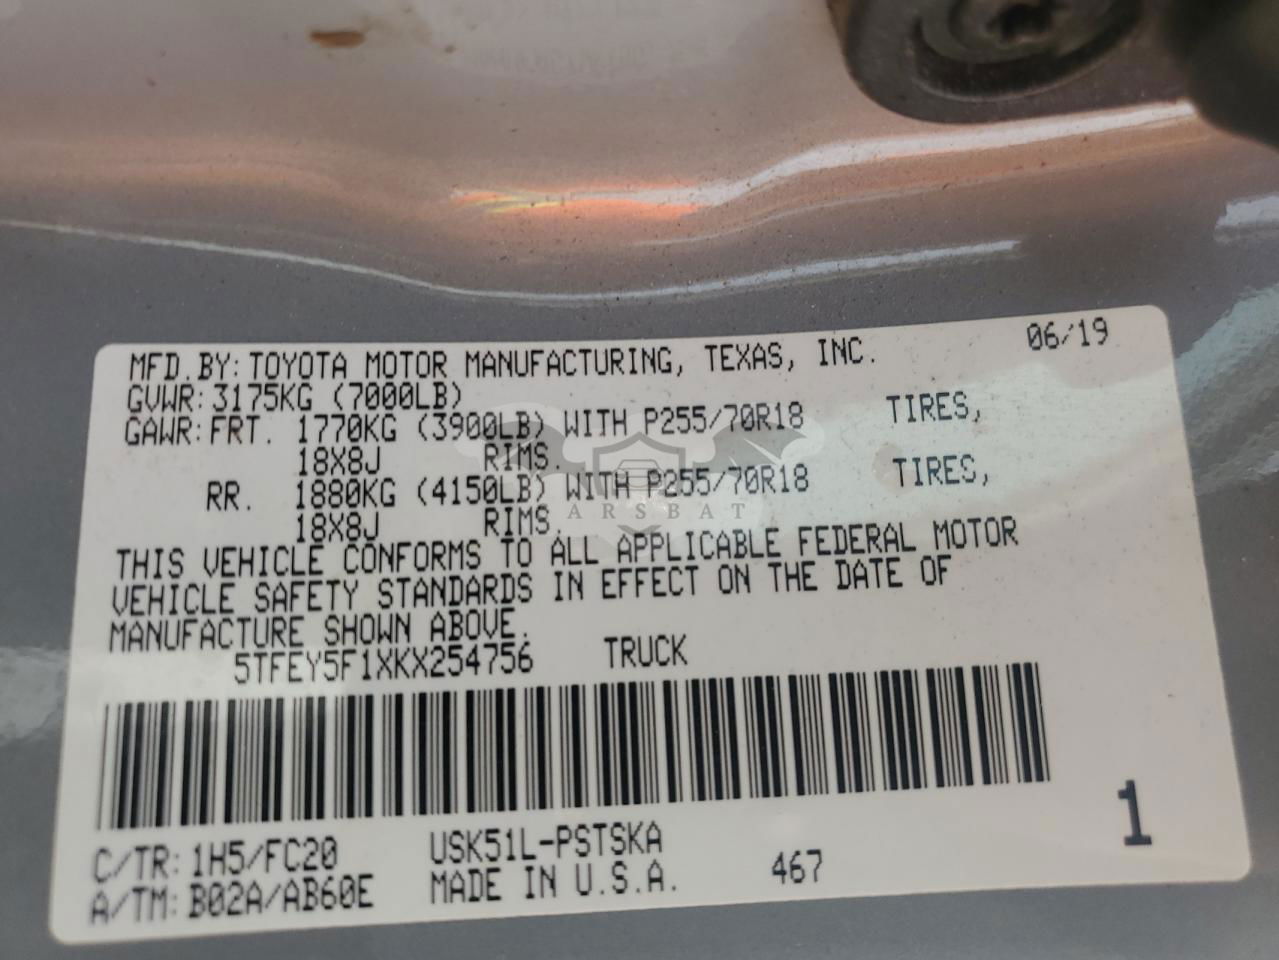 06/19
MFD.BY: TOYOTA MOTOR MANUFACTURING, TEXAS, INC.
GVWR: 3175KG (7000LB)
GAWR: FRT. 1770KG (3900LB) WITH P255/70R18 TIRES,
18X8J RIMS.
RR. 1880KG (4150LB) WITH P255/70R18 TIRES,
18X8J RIMS.
ARSBAT
THIS VEHICLE CONFORMS TO ALL APPLICABLE FEDERAL MOTOR
VEHICLE SAFETY STANDARDS IN EFFECT ON THE DATE OF
MANUFACTURE SHOWN ABOVE.
5TFEY5F1XKX254756 TRUCK
1
C/TR: 1H5/FC20 USK51L-PSTSKA
A/TM: B02A/AB60E MADE IN U.S.A. 467